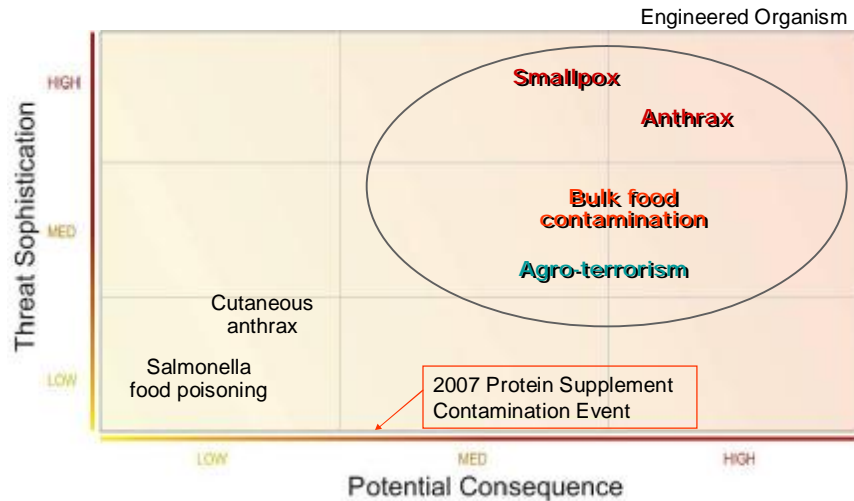 Engineered Organism
HIGH
Smallpox
Anthrax
Threat Sophistication
Bulk food
contamination
MED
Agro-terrorism
Cutaneous
anthrax
Salmonella
food poisoning
LOW
2007 Protein Supplement
Contamination Event
LOW
MED
HIGH
Potential Consequence